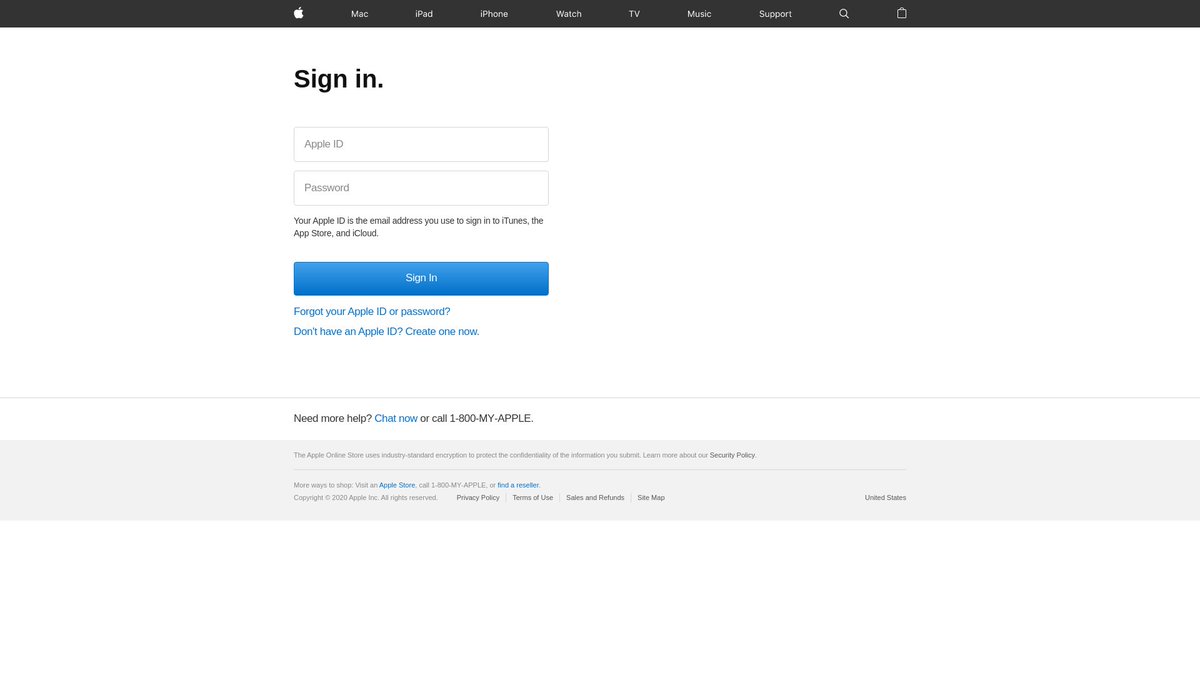 Mac iPad iPhone Watch TV Music Support
Sign in.
Apple ID
Password
Your Apple ID is the email address you use to sign in to iTunes, the
App Store, and iCloud.
Sign In
Forgot your Apple ID or password?
Don't have an Apple ID? Create one now.
Need more help? Chat now or call 1-800-MY-APPLE.
The Apple Online Store uses industry-standard encryption to protect the confidentiality of the information you submit. Learn more about our Security Policy.
More ways to shop: Visit an Apple Store, call 1-800-MY-APPLE, or find a reseller.
Copyright © 2020 Apple Inc. All rights reserved. Privacy Policy Terms of Use Sales and Refunds Site Map United States